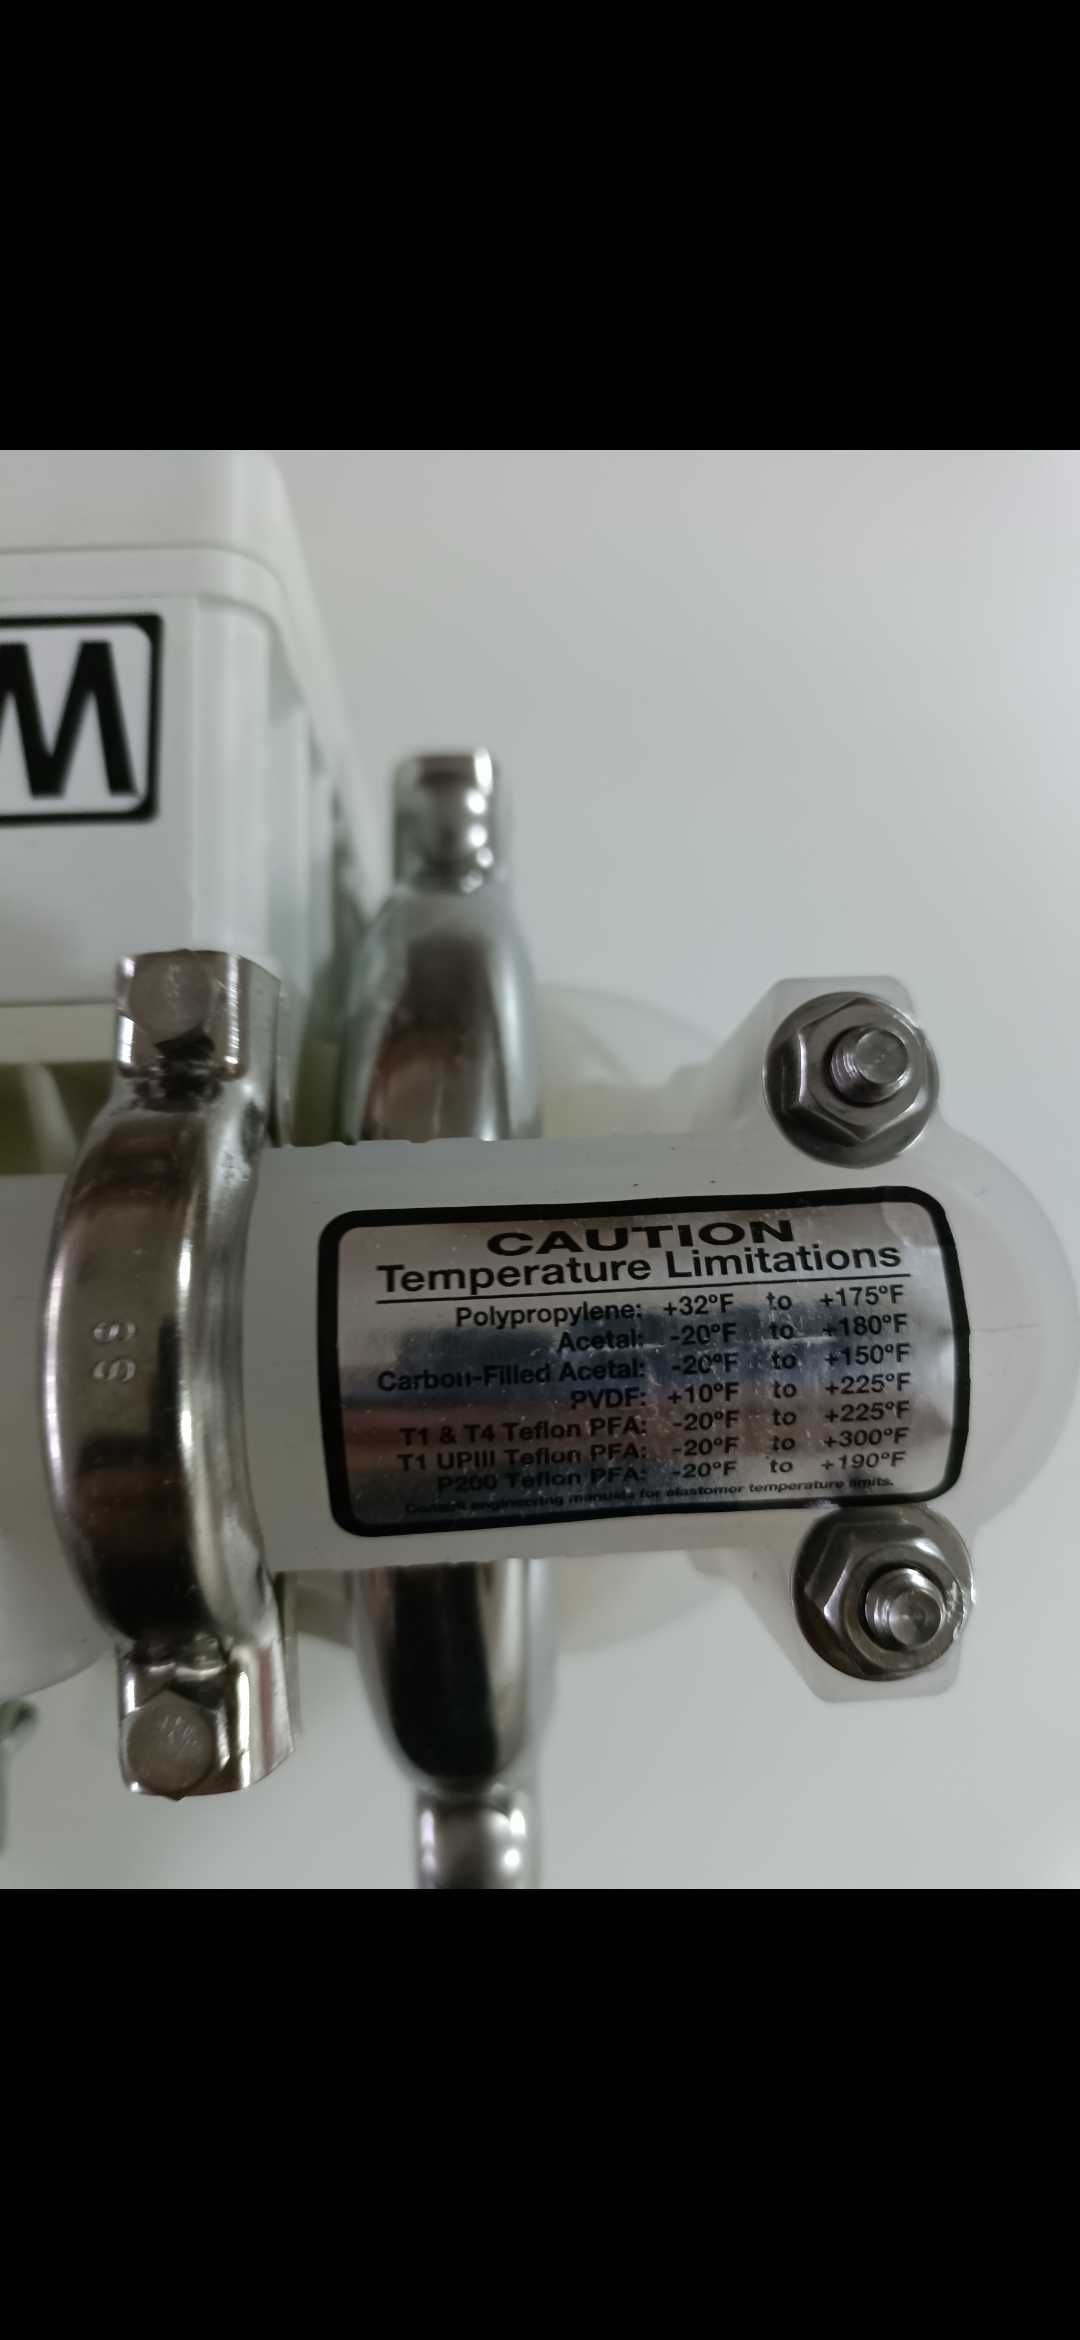 W
SS
CAUTION
Temperature Limitations
Polypropylene: +32°F to +175°F
Acetal: -20°F to +180°F
Carbon-Filled Acetal: -20°F to +150°F
PVDF: +10°F to +225°F
T1 & T4 Teflon PFA: -20°F to +225°F
T1 UPIII Teflon PFA: -20°F to +300°F
P200 Teflon PFA: -20°F to +190°F
Consult engineering manuals for elastomer temperature limits.